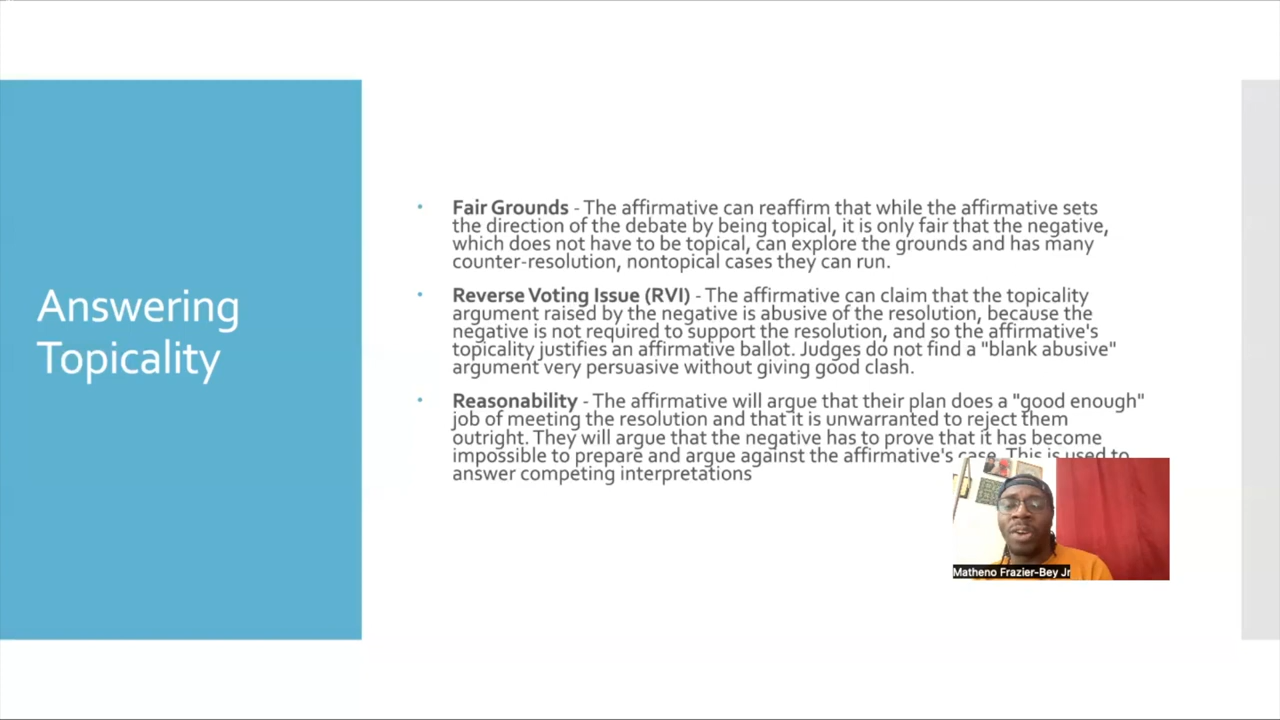 Answering
Topicality
• Fair Grounds - The affirmative can reaffirm that while the affirmative sets
the direction of the debate by being topical, it is only fair that the negative,
which does not have to be topical, can explore the grounds and has many
counter-resolution, nontopical cases they can run.
• Reverse Voting Issue (RVI) - The affirmative can claim that the topicality
argument raised by the negative is abusive of the resolution, because the
negative is not required to support the resolution, and so the affirmative's
topicality justifies an affirmative ballot. Judges do not find a "blank abusive"
argument very persuasive without giving good clash.
• Reasonability - The affirmative will argue that their plan does a "good enough"
job of meeting the resolution and that it is unwarranted to reject them
outright. They will argue that the negative has to prove that it has become
impossible to prepare and argue against the affirmative's case. This is used to
answer competing interpretations
Matheno Frazier-Bey Jr